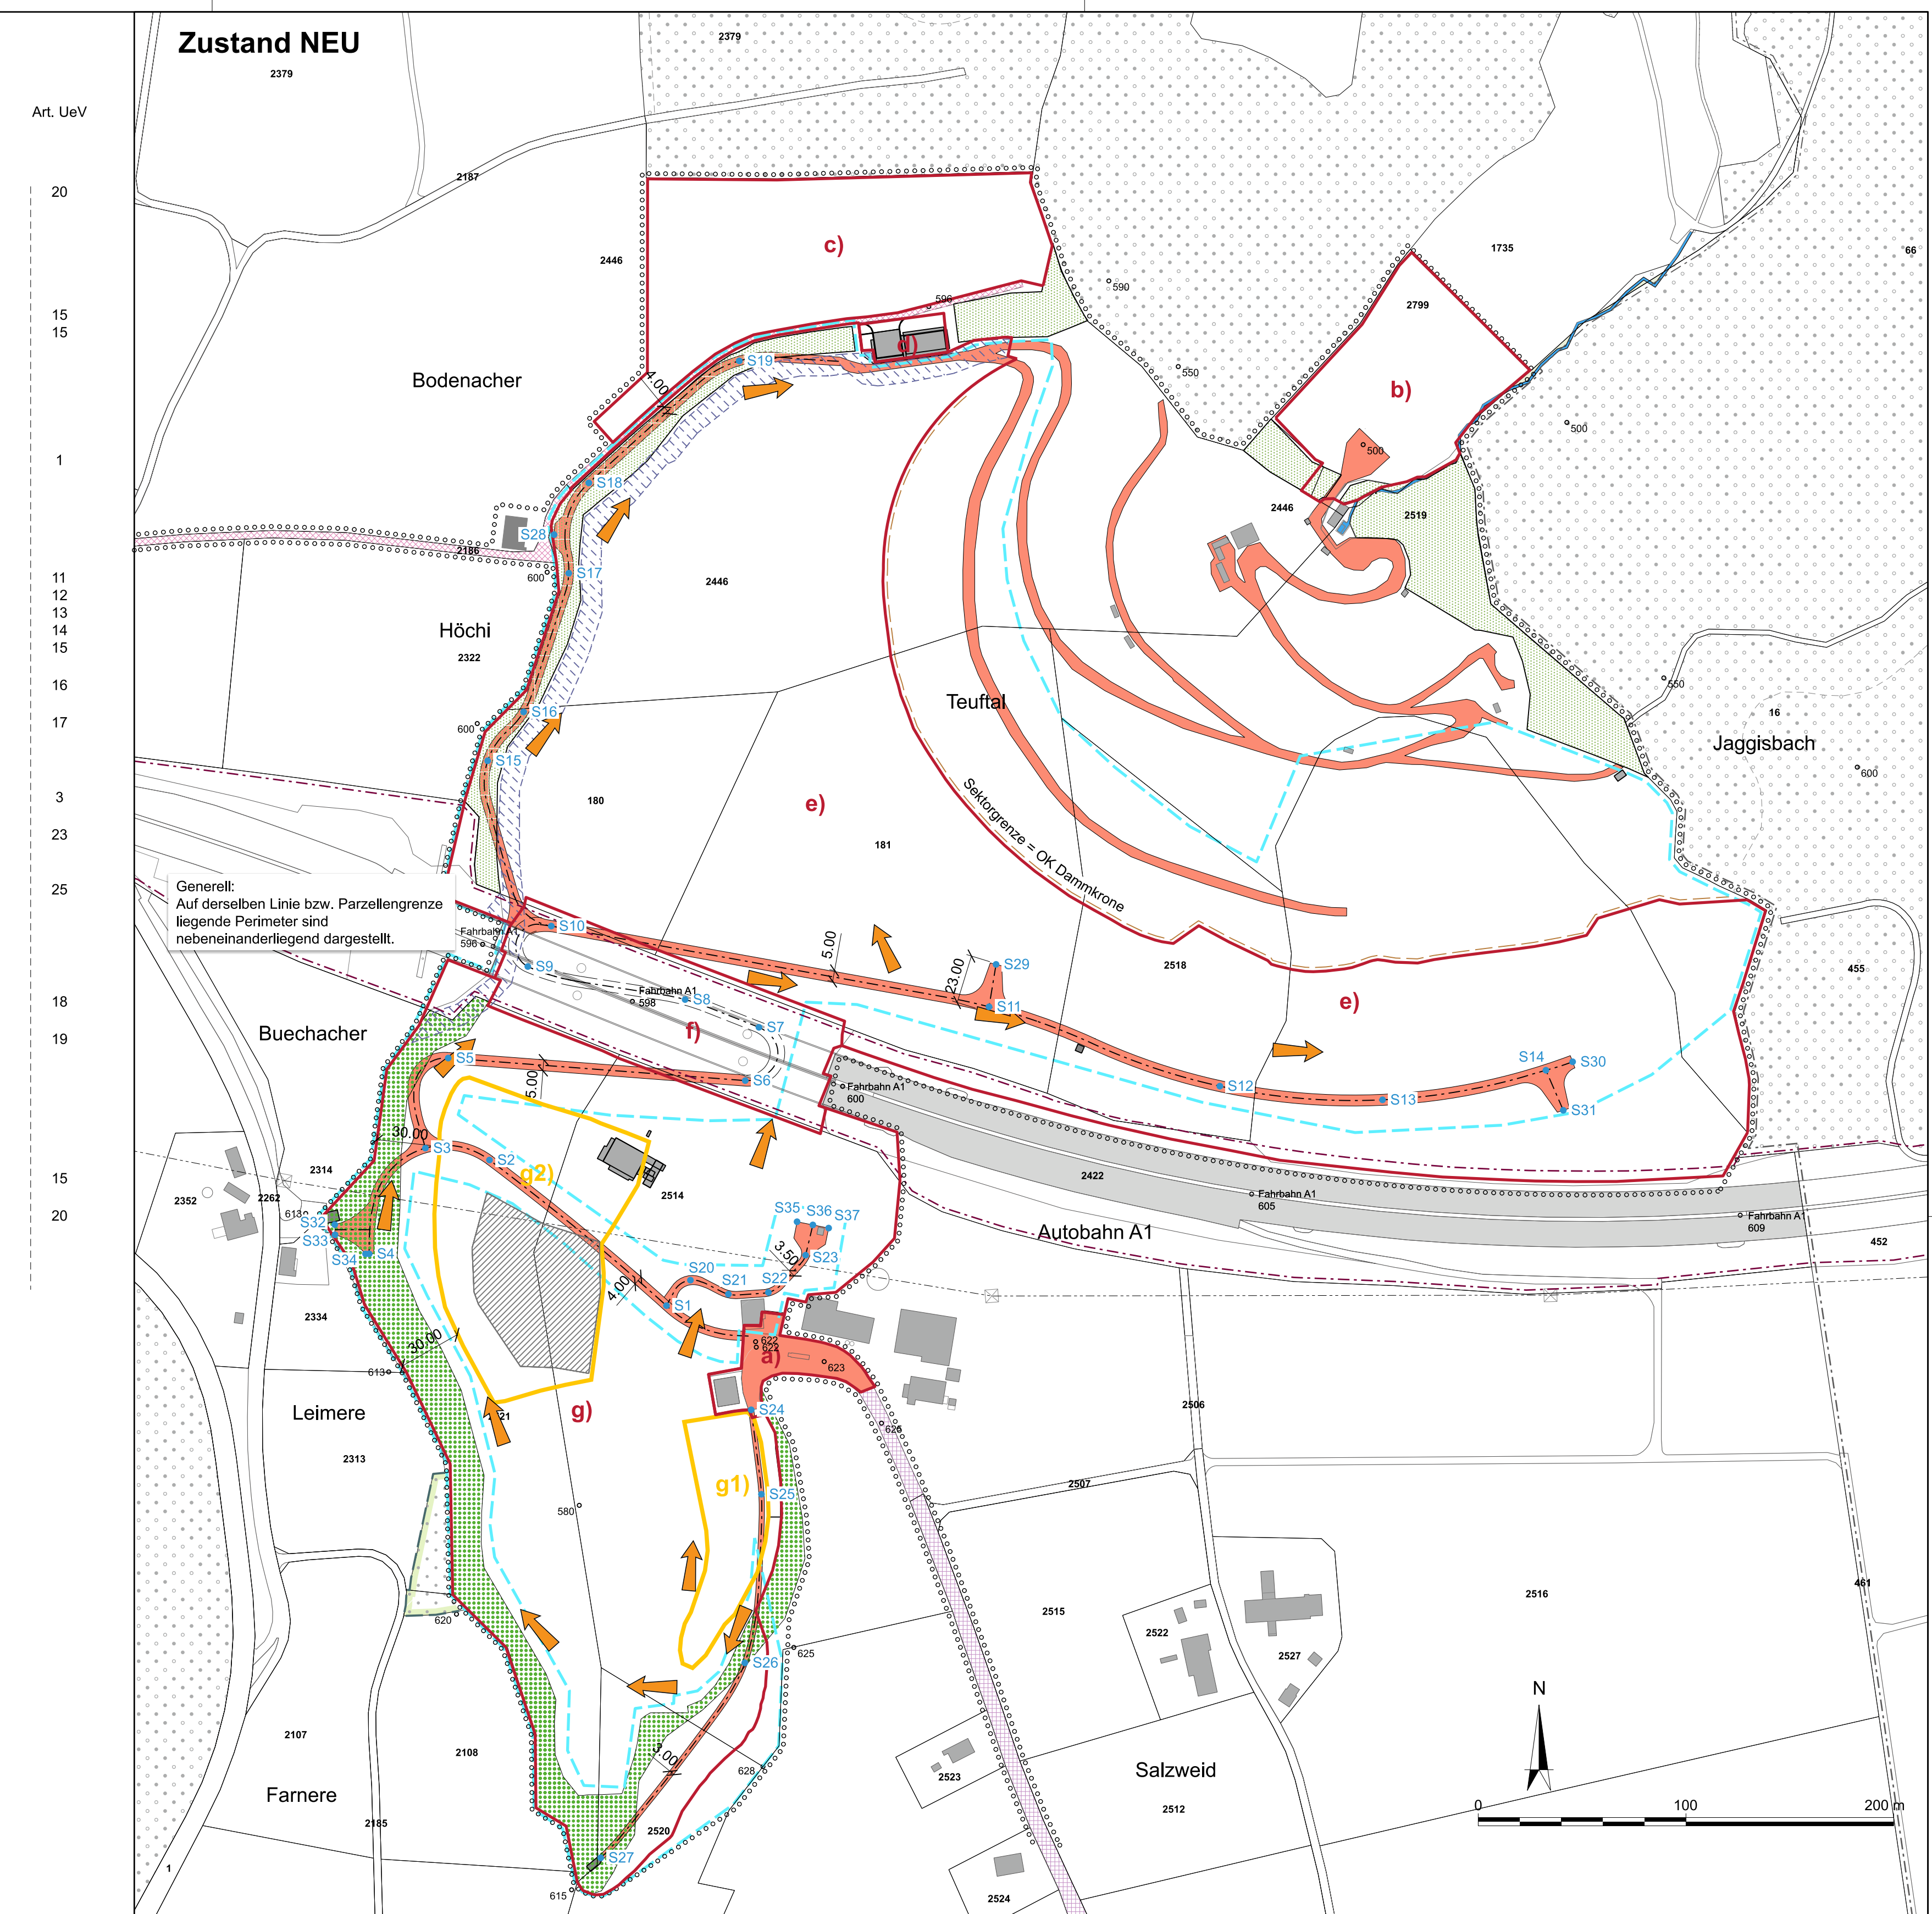 Zustand NEU
2379
2379
Art. UeV
20
15
15
1
11
12
13
14
15
16
17
3
23
25
18
19
15
20
2187
2446
c)
596
590
1735
66
2799
b)
d)
550
500
500
Bodenacher
4.00
S19
S18
S28
2186
600
S17
2446
2446
2519
Höchi
2322
550
16
Jaggisbach
600
Teuftal
S16
600
S15
180
e)
181
Sektorgrenze = OK Dammkrone
Generell:
Auf derselben Linie bzw. Parzellengrenze
liegende Perimeter sind
nebeneinanderliegend dargestellt.
Fahrbahn A1
596
S10
S9
5.00
23.00
S29
S11
2518
e)
455
Fahrbahn A1
598
S8
f)
S7
Buechacher
S5
5.00
S6
Fahrbahn A1
600
S12
S13
S14
S30
S31
30.00
S3
S2
g2)
2514
2422
Fahrbahn A1
605
Fahrbahn A1
609
Autobahn A1
452
2314
2352
2262
613
S32
S33
S34
S4
S35
S36
S37
3.50
S23
S20
S21
S22
4.00
S1
2334
30.00
613
622
622
a)
623
Leimere
21
g)
S24
625
2506
2313
g1)
S25
580
2507
620
625
S26
2515
2522
2527
2516
461
2107
2108
3.00
628
N
Salzweid
2523
Farnere
2185
2520
2512
0
100
200 m
S27
1
615
2524